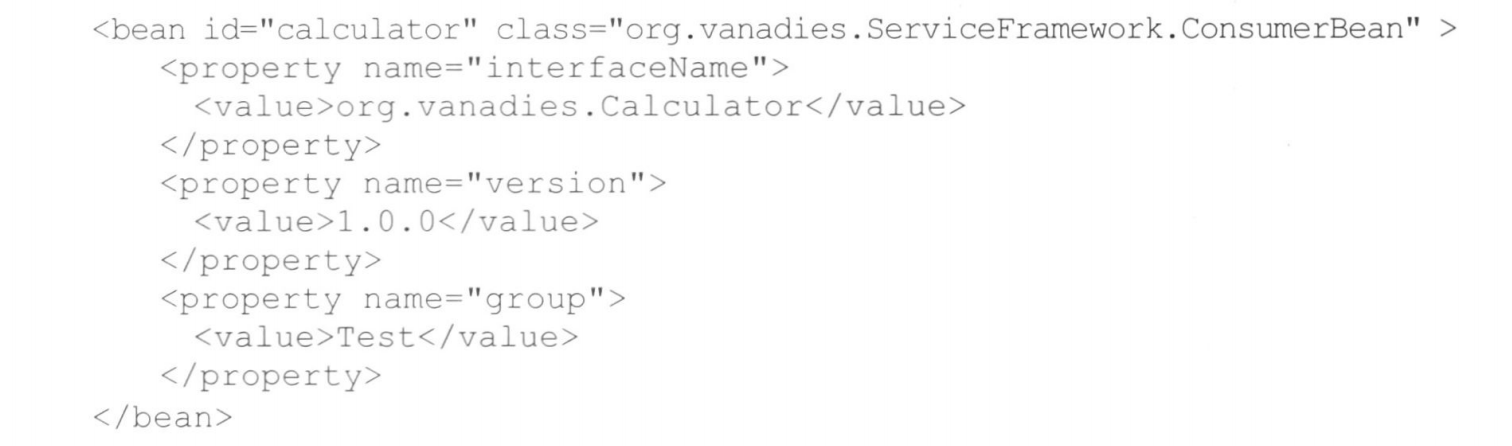 <bean id="calculator" class="org.vanadies.ServiceFramework.ConsumerBean" >
<property name="interfaceName">
<value>org.vanadies.Calculator</value>
</property>
<property name="version">
<value>1.0.0</value>
</property>
<property name="group">
<value>Test</value>
</property>
</bean>